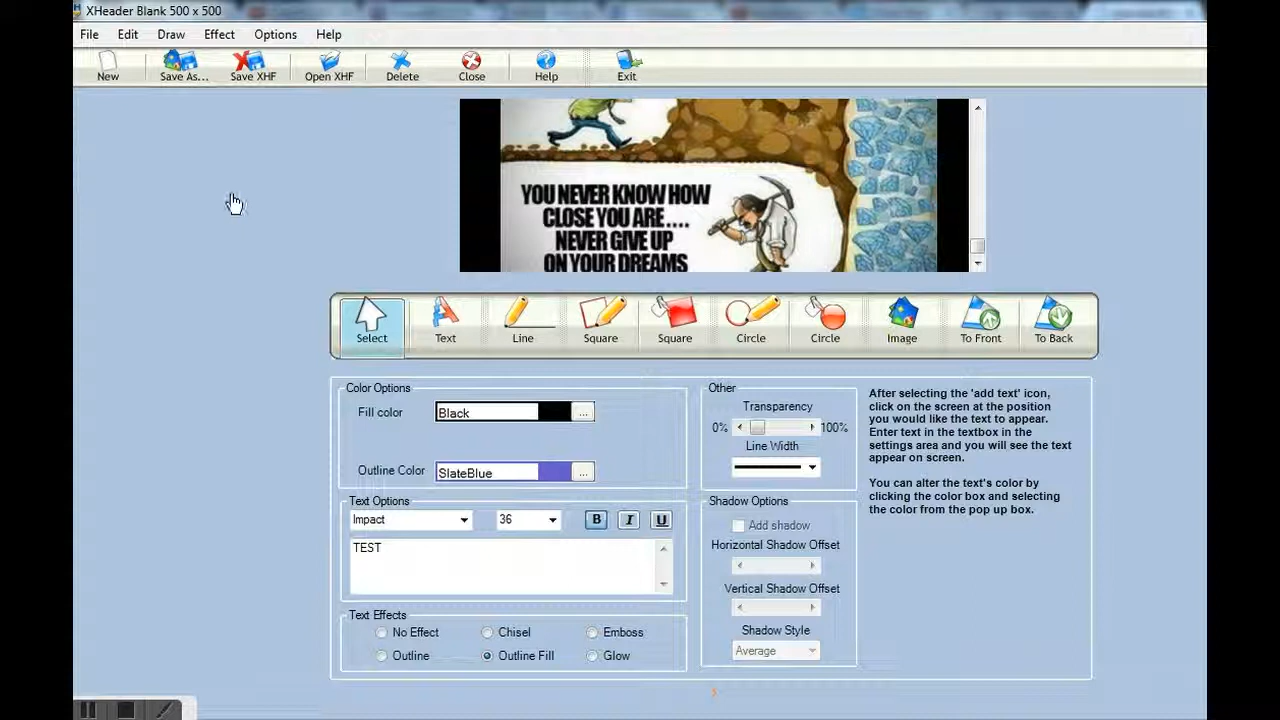 XHeader Blank 500 x 500
File Edit Draw Effect Options Help
New Save As... Save XHF Open XHF Delete Close Help Exit
YOU NEVER KNOW HOW
CLOSE YOU ARE....
NEVER GIVE UP
ON YOUR DREAMS
Select Text Line Square Square Circle Circle Image To Front To Back
Color Options
Fill color Black ...
Outline Color SlateBlue ...
Text Options
Impact 36 B I U
TEST
Text Effects
No Effect Chisel Emboss
Outline Outline Fill Glow
Other
Transparency
0% 100%
Line Width
Shadow Options
Add shadow
Horizontal Shadow Offset
Vertical Shadow Offset
Shadow Style
Average
After selecting the 'add text' icon,
click on the screen at the position
you would like the text to appear.
Enter text in the textbox in the
settings area and you will see the text
appear on screen.
You can alter the text's color by
clicking the color box and selecting
the color from the pop up box.